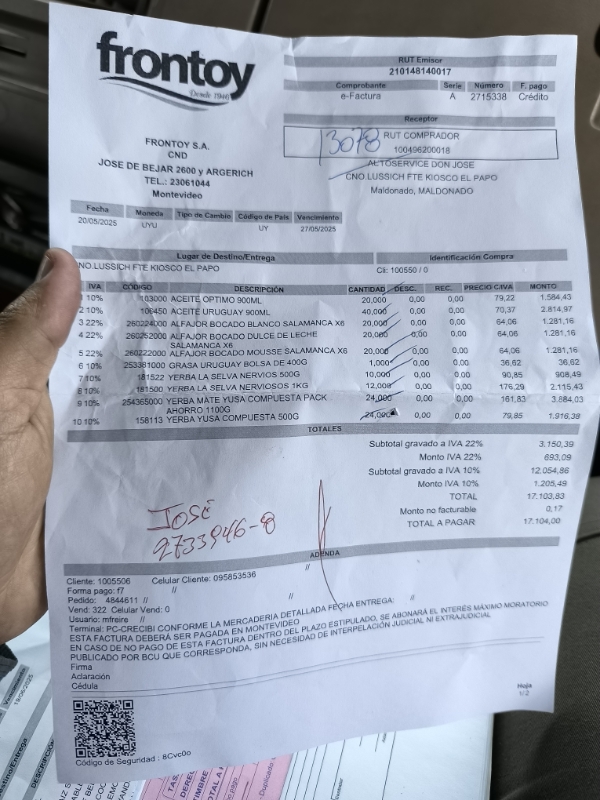 frontoy
Desde 1946
RUT Emisor
210148140017
Comprobante Serie Número F. pago
e-Factura A 2715338 Crédito
Receptor
13078 RUT COMPRADOR
100496200018
AUTOSERVICE DON JOSE
CNO LUSSICH FTE KIOSCO EL PAPO
Maldonado, MALDONADO
FRONTOY S.A.
CND
JOSE DE BEJAR 2600 y ARGERICH
TEL.: 23061044
Montevideo
Fecha Moneda Tipo de Cambio Código de País Vencimiento
20/05/2025 UYU UY 27/05/2025
Lugar de Destino/Entrega Identificación Compra
CNO LUSSICH FTE KIOSCO EL PAPO Cli: 100550 / 0
IVA CÓDIGO DESCRIPCIÓN CANTIDAD DESC. REC. PRECIO C/IVA MONTO
1 10% 103000 ACEITE OPTIMO 900ML 20,000 0,00 0,00 79,22 1.584,43
2 10% 106450 ACEITE URUGUAY 900ML 40,000 0,00 0,00 70,37 2.814,97
3 22% 260224000 ALFAJOR BOCADO BLANCO SALAMANCA X6 20,000 0,00 0,00 64,06 1.281,16
4 22% 260262000 ALFAJOR BOCADO DULCE DE LECHE SALAMANCA X6 20,000 0,00 0,00 64,06 1.281,16
5 22% 260222000 ALFAJOR BOCADO MOUSSE SALAMANCA X6 20,000 0,00 0,00 64,06 1.281,16
6 10% 253381000 GRASA URUGUAY BOLSA DE 400G 1,000 0,00 0,00 36,62 36,62
7 10% 181522 YERBA LA SELVA NERVIOS 500G 10,000 0,00 0,00 90,85 908,49
8 10% 181500 YERBA LA SELVA NERVIOSOS 1KG 12,000 0,00 0,00 176,29 2.115,43
9 10% 254365000 YERBA MATE YUSA COMPUESTA PACK AHORRO 1100G 24,000 0,00 0,00 161,83 3.884,03
10 10% 158113 YERBA YUSA COMPUESTA 500G 24,000 0,00 0,00 79,85 1.916,38
TOTALES
Subtotal gravado a IVA 22% 3.150,39
Monto IVA 22% 693,09
Subtotal gravado a IVA 10% 12.054,86
Monto IVA 10% 1.205,49
TOTAL 17.103,83
Monto no facturable 0,17
TOTAL A PAGAR 17.104,00
JOSÉ
2733946-8
ADENDA
Cliente: 1005506 Celular Cliente: 095853536 //
Forma pago: f7 //
Pedido: 4844611 // //
Vend: 322 Celular Vend: 0
Usuario: mfreire //
Terminal: PC-CRECIBI CONFORME LA MERCADERIA DETALLADA FECHA ENTREGA: //
ESTA FACTURA DEBERÁ SER PAGADA EN MONTEVIDEO
EN CASO DE NO PAGO DE ESTA FACTURA DENTRO DEL PLAZO ESTIPULADO, SE ABONARÁ EL INTERÉS MÁXIMO MORATORIO
PUBLICADO POR BCU QUE CORRESPONDA, SIN NECESIDAD DE INTERPELACIÓN JUDICIAL NI EXTRAJUDICIAL
Firma
Aclaración
Cédula
Hoja
1/2
Código de Seguridad : 8Cvc0o
Vencimiento
19/05/2025